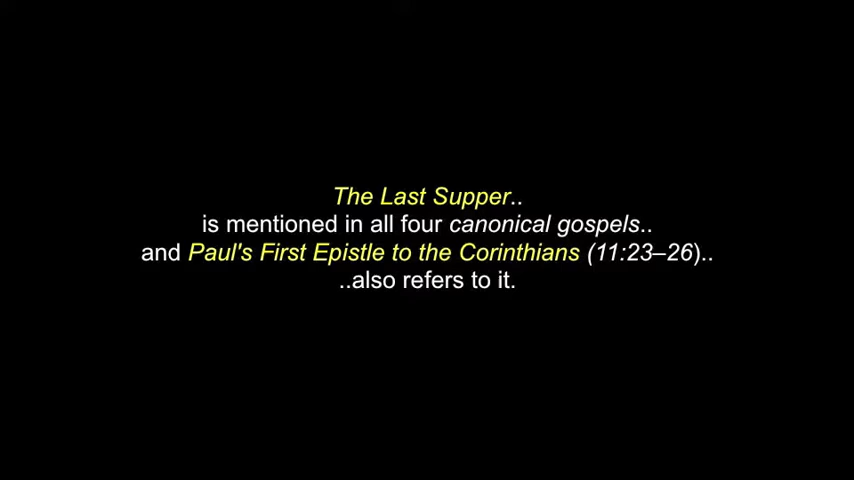 The Last Supper..
is mentioned in all four canonical gospels..
and Paul's First Epistle to the Corinthians (11:23–26)..
..also refers to it.